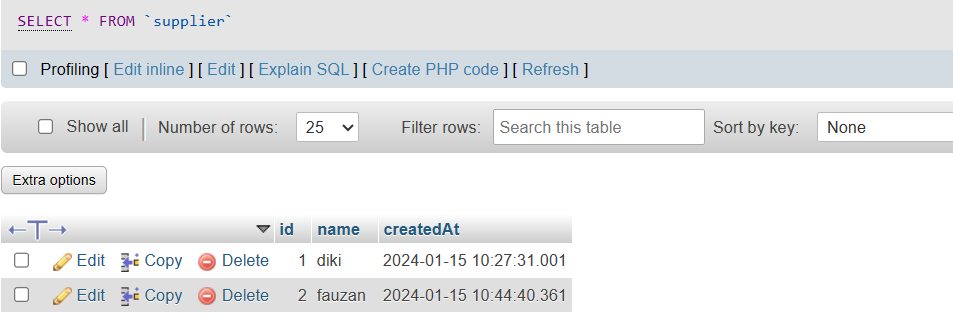 SELECT * FROM `supplier`
Profiling [ Edit inline ] [ Edit ] [ Explain SQL ] [ Create PHP code ] [ Refresh ]
Show all Number of rows: 25 Filter rows: Search this table Sort by key: None
Extra options
←T→ id name createdAt
Edit Copy Delete 1 diki 2024-01-15 10:27:31.001
Edit Copy Delete 2 fauzan 2024-01-15 10:44:40.361